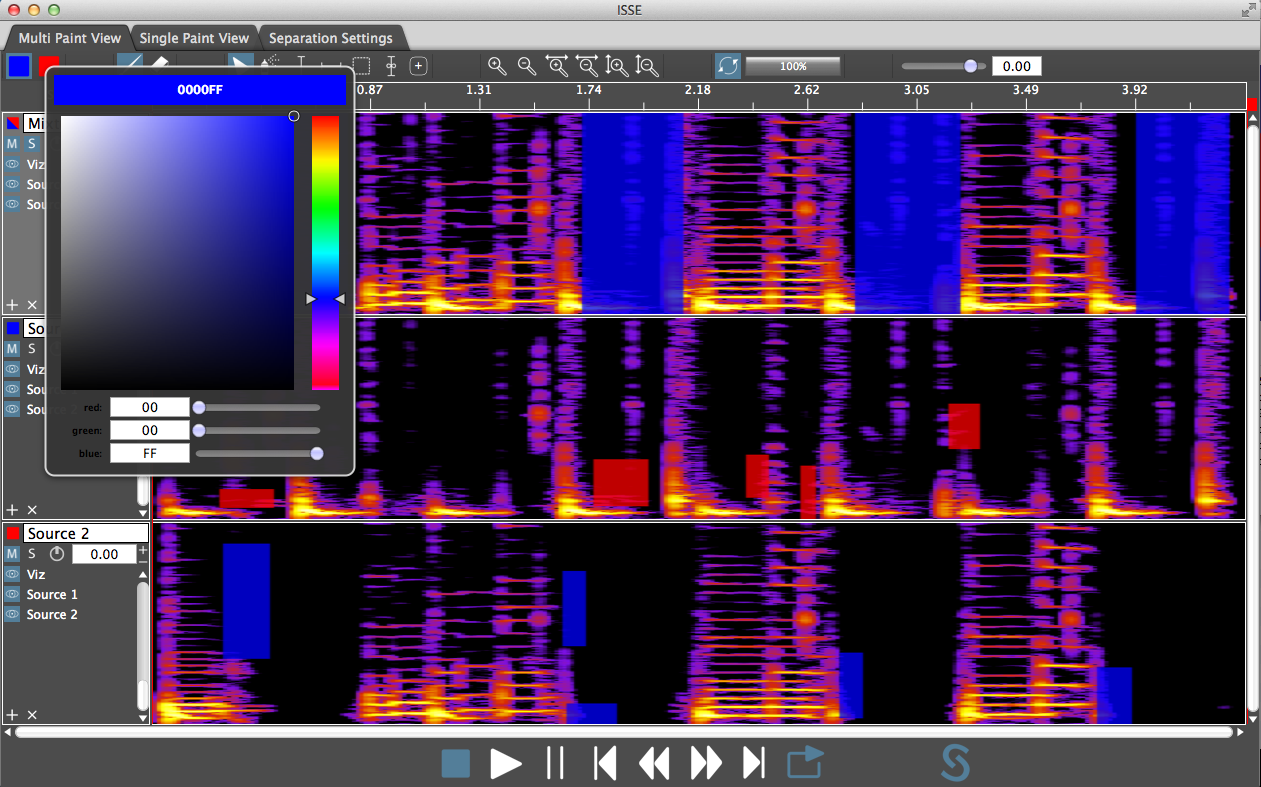 ISSE
Multi Paint View Single Paint View Separation Settings
100% 0.00
0000FF
0.87 1.31 1.74 2.18 2.62 3.05 3.49 3.92
M S
Viz
M S
Viz
red: 00
green: 00
blue: FF
Source 2
M S 0.00
Viz
Source 1
Source 2